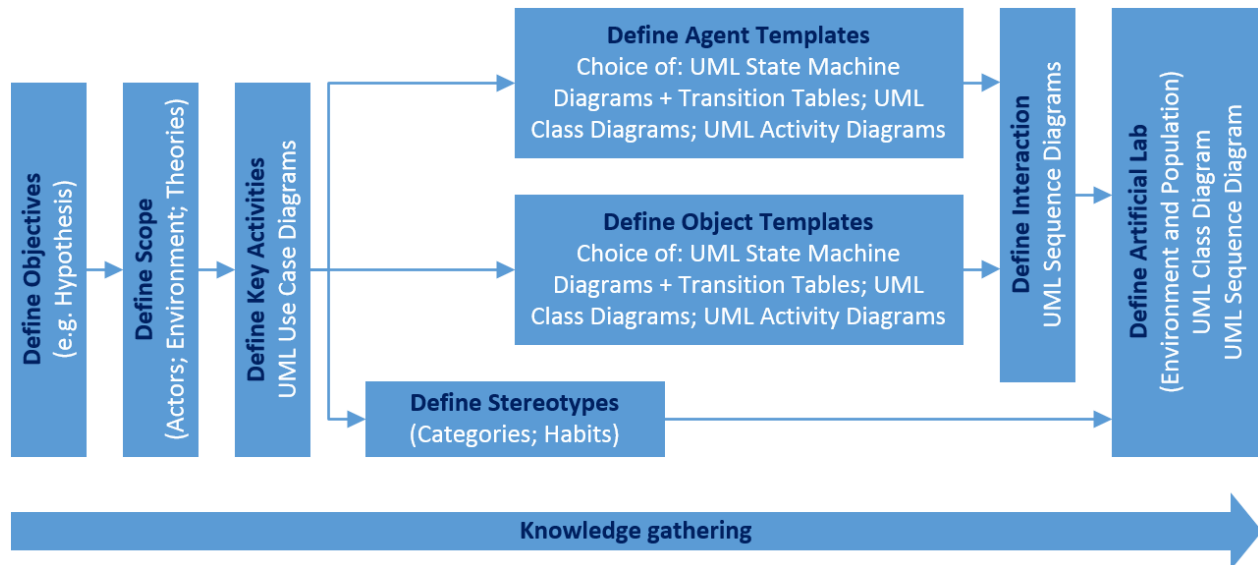 Define Objectives
(e.g. Hypothesis)
Define Scope
(Actors; Environment; Theories)
Define Key Activities
UML Use Case Diagrams
Define Agent Templates
Choice of: UML State Machine
Diagrams + Transition Tables; UML
Class Diagrams; UML Activity Diagrams
Define Object Templates
Choice of: UML State Machine
Diagrams + Transition Tables; UML
Class Diagrams; UML Activity Diagrams
Define Stereotypes
(Categories; Habits)
Define Interaction
UML Sequence Diagrams
Define Artificial Lab
(Environment and Population)
UML Class Diagram
UML Sequence Diagram
Knowledge gathering